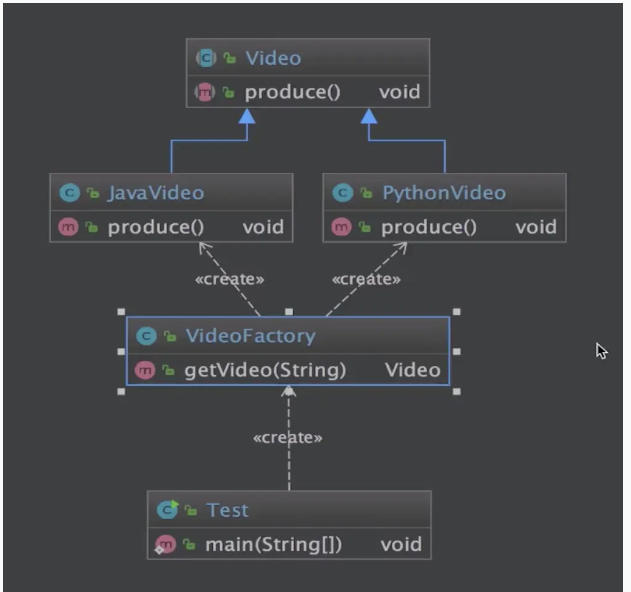 Video
produce() void
JavaVideo
produce() void
PythonVideo
produce() void
«create»
«create»
VideoFactory
getVideo(String) Video
«create»
Test
main(String[]) void